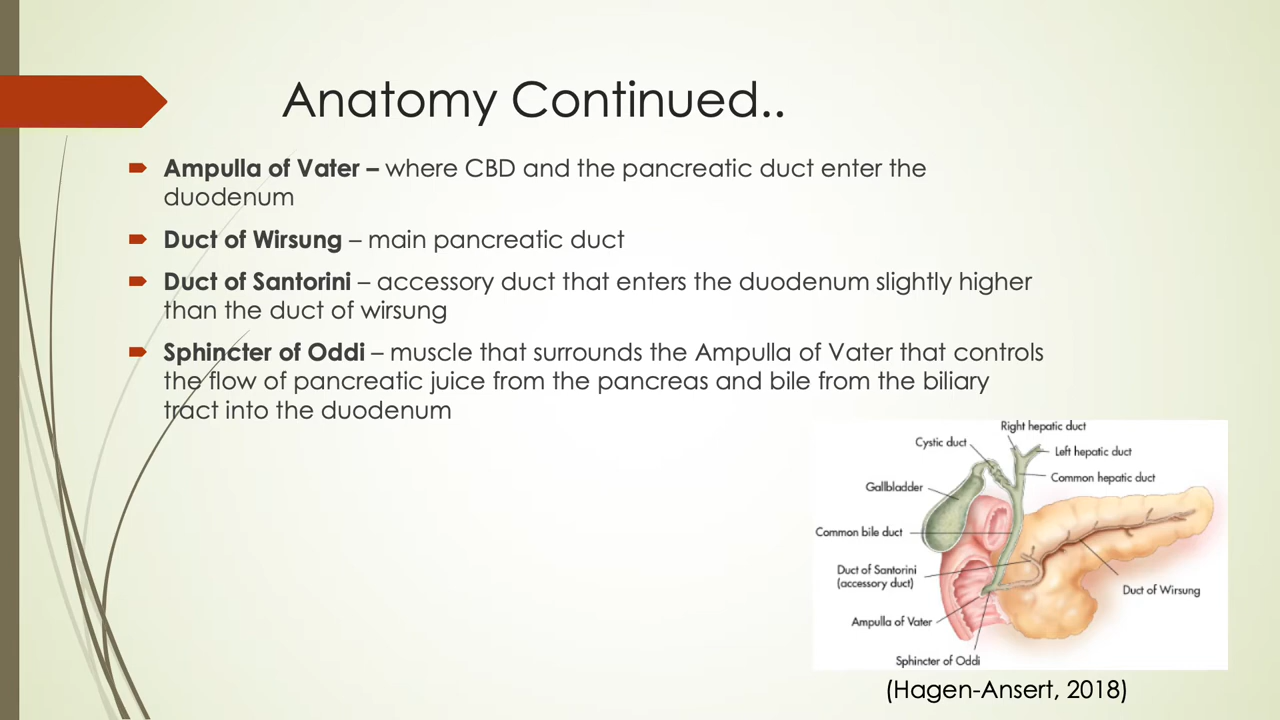 Anatomy Continued..
Ampulla of Vater – where CBD and the pancreatic duct enter the
duodenum
Duct of Wirsung – main pancreatic duct
Duct of Santorini – accessory duct that enters the duodenum slightly higher
than the duct of wirsung
Sphincter of Oddi – muscle that surrounds the Ampulla of Vater that controls
the flow of pancreatic juice from the pancreas and bile from the biliary
tract into the duodenum
Right hepatic duct
Cystic duct
Left hepatic duct
Common hepatic duct
Gallbladder
Common bile duct
Duct of Santorini
(accessory duct)
Duct of Wirsung
Ampulla of Vater
Sphincter of Oddi
(Hagen-Ansert, 2018)